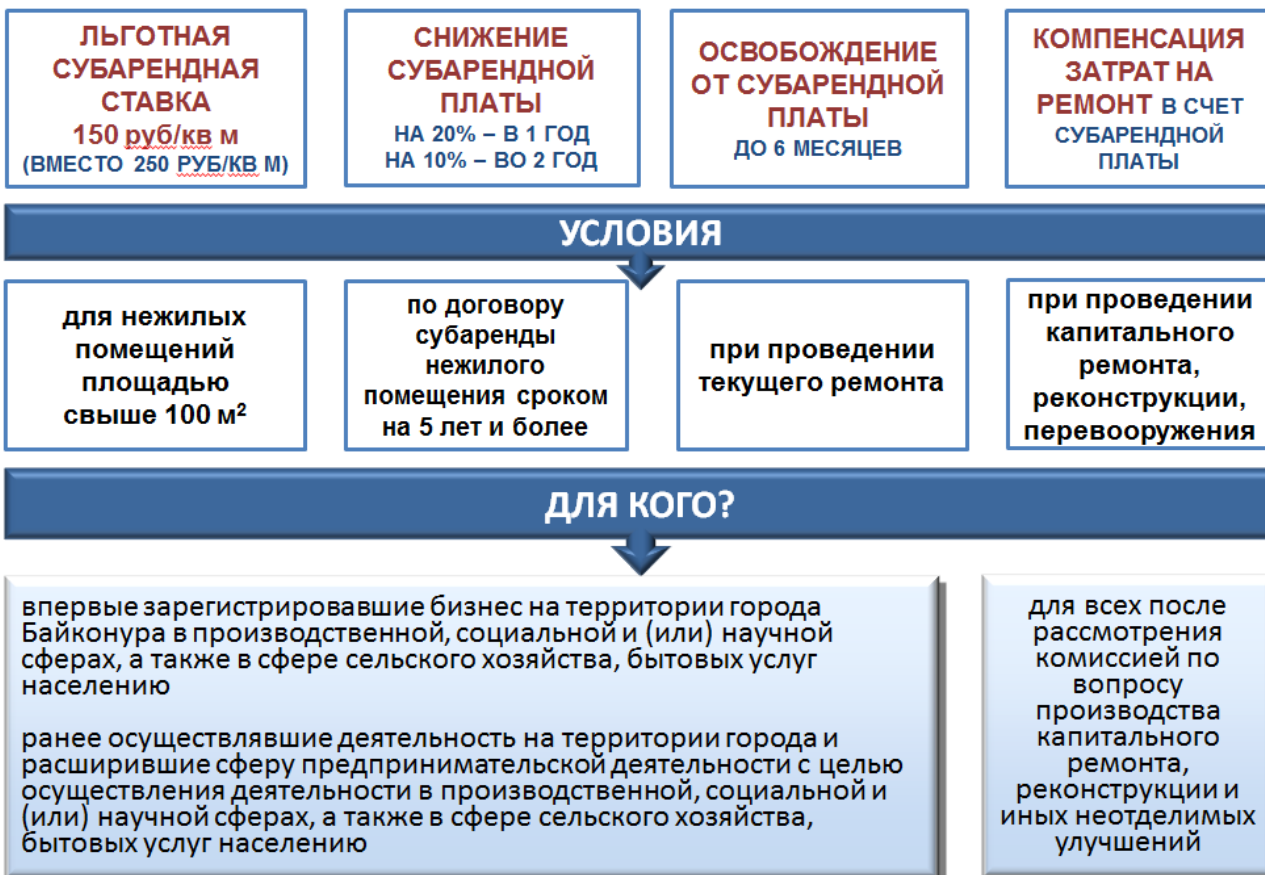 ЛЬГОТНАЯ
СУБАРЕНДНАЯ
СТАВКА
150 руб/кв м
(ВМЕСТО 250 РУБ/КВ М)
СНИЖЕНИЕ
СУБАРЕНДНОЙ
ПЛАТЫ
НА 20% – В 1 ГОД
НА 10% – ВО 2 ГОД
ОСВОБОЖДЕНИЕ
ОТ СУБАРЕНДНОЙ
ПЛАТЫ
ДО 6 МЕСЯЦЕВ
КОМПЕНСАЦИЯ
ЗАТРАТ НА
РЕМОНТ В СЧЕТ
СУБАРЕНДНОЙ
ПЛАТЫ
УСЛОВИЯ
для нежилых
помещений
площадью
свыше 100 м²
по договору
субаренды
нежилого
помещения сроком
на 5 лет и более
при проведении
текущего ремонта
при проведении
капитального
ремонта,
реконструкции,
перевооружения
ДЛЯ КОГО?
впервые зарегистрировавшие бизнес на территории города
Байконура в производственной, социальной и (или) научной
сферах, а также в сфере сельского хозяйства, бытовых услуг
населению
ранее осуществлявшие деятельность на территории города и
расширившие сферу предпринимательской деятельности с целью
осуществления деятельности в производственной, социальной и
(или) научной сферах, а также в сфере сельского хозяйства,
бытовых услуг населению
для всех после
рассмотрения
комиссией по
вопросу
производства
капитального
ремонта,
реконструкции и
иных неотделимых
улучшений